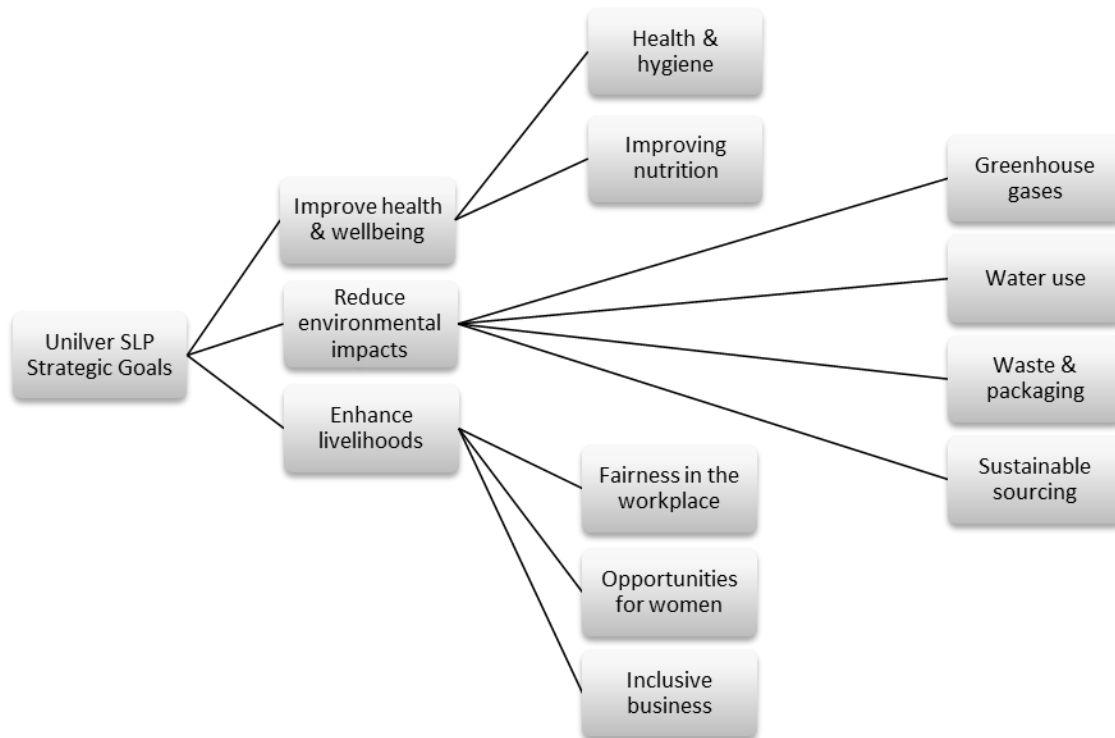 Unilver SLP
Strategic Goals
Improve health
& wellbeing
Health &
hygiene
Improving
nutrition
Reduce
environmental
impacts
Greenhouse
gases
Water use
Waste &
packaging
Sustainable
sourcing
Enhance
livelihoods
Fairness in the
workplace
Opportunities
for women
Inclusive
business